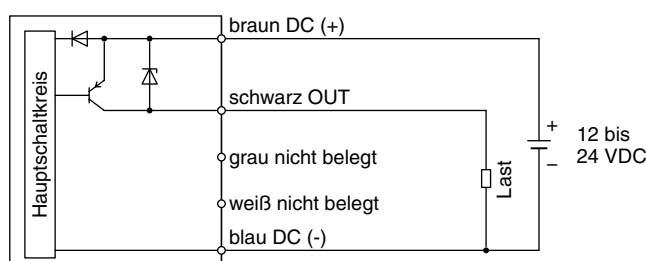 braun DC (+)
Hauptschaltkreis
schwarz OUT
grau nicht belegt
weiß nicht belegt
blau DC (-)
Last
+
12 bis
24 VDC
–